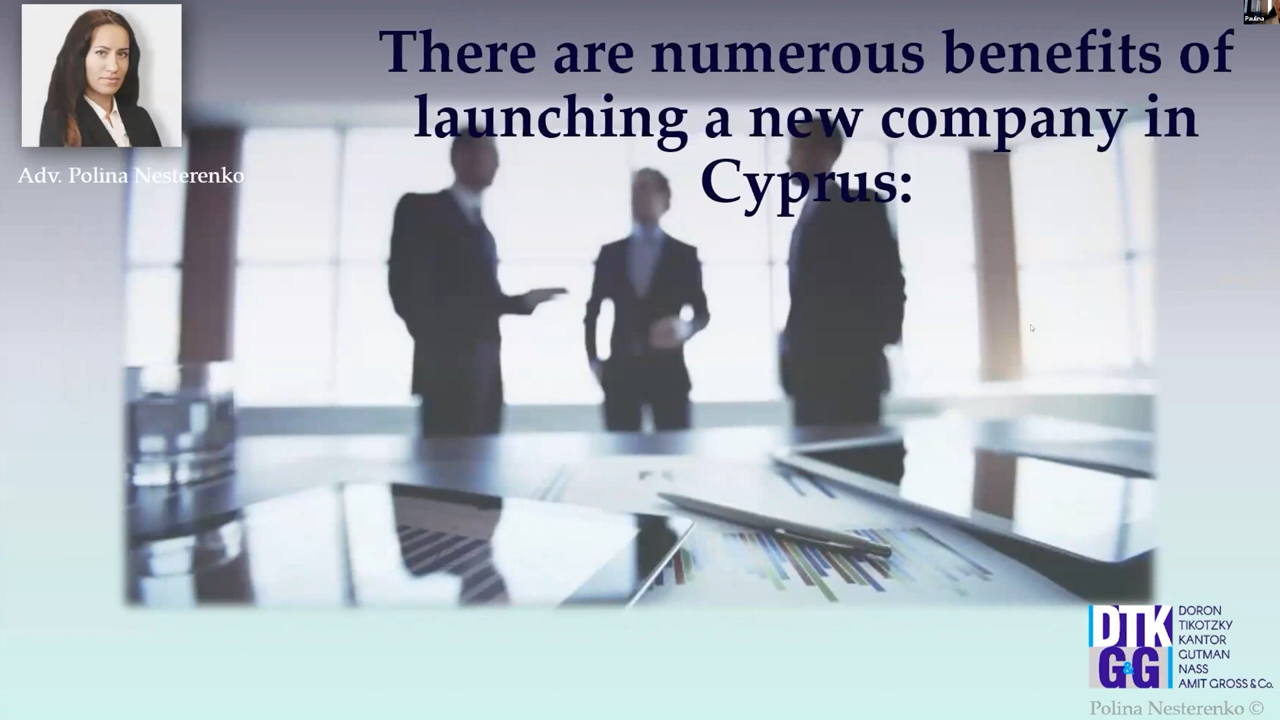 Paulina
There are numerous benefits of
launching a new company in
Cyprus:
Adv. Polina Nesterenko
DTK
G&G
DORON
TIKOTZKY
KANTOR
GUTMAN
NASS
AMIT GROSS & Co.
Polina Nesterenko ©